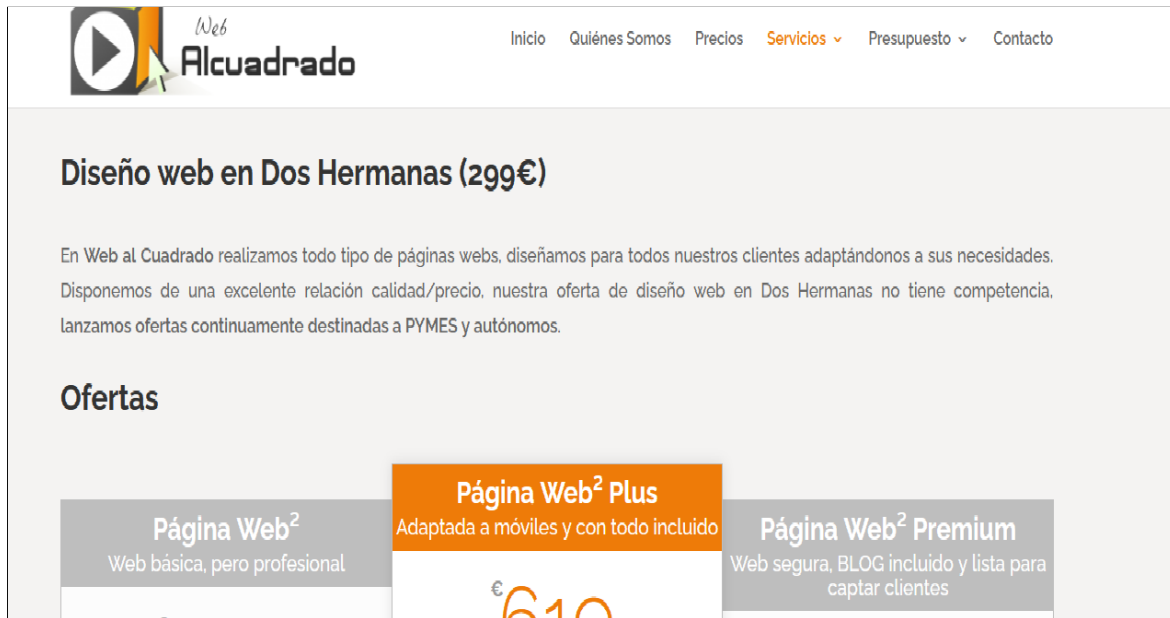 Web
Alcuadrado
Inicio Quiénes Somos Precios Servicios Presupuesto Contacto
Diseño web en Dos Hermanas (299€)
En Web al Cuadrado realizamos todo tipo de páginas webs, diseñamos para todos nuestros clientes adaptándonos a sus necesidades.
Disponemos de una excelente relación calidad/precio, nuestra oferta de diseño web en Dos Hermanas no tiene competencia,
lanzamos ofertas continuamente destinadas a PYMES y autónomos.
Ofertas
Página Web²
Web básica, pero profesional
Página Web² Plus
Adaptada a móviles y con todo incluido
€
Página Web² Premium
Web segura, BLOG incluido y lista para
captar clientes